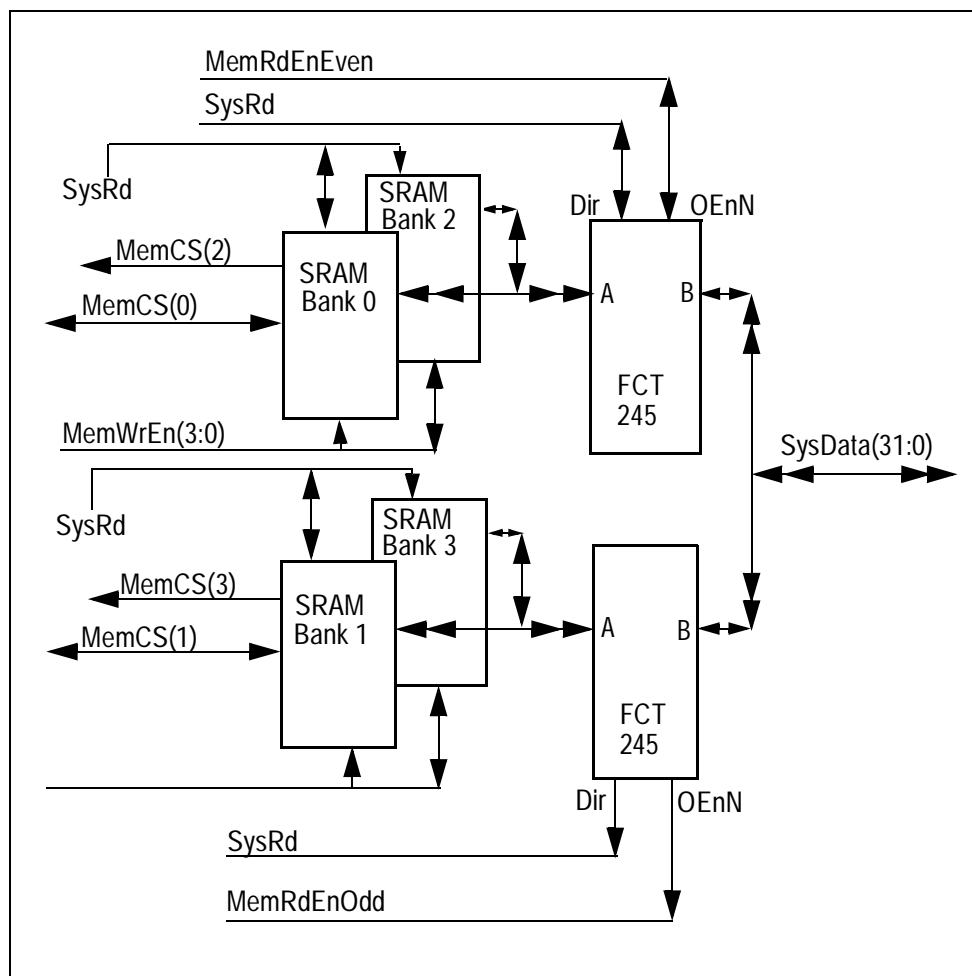 MemRdEnEven
SysRd
SysRd
SRAM
Bank 2
Dir
OEnN
MemCS(2)
SRAM
Bank 0
MemCS(0)
A
B
FCT
245
MemWrEn(3:0)
SysData(31:0)
SysRd
SRAM
Bank 3
MemCS(3)
SRAM
Bank 1
MemCS(1)
A
B
FCT
245
Dir
OEnN
SysRd
MemRdEnOdd